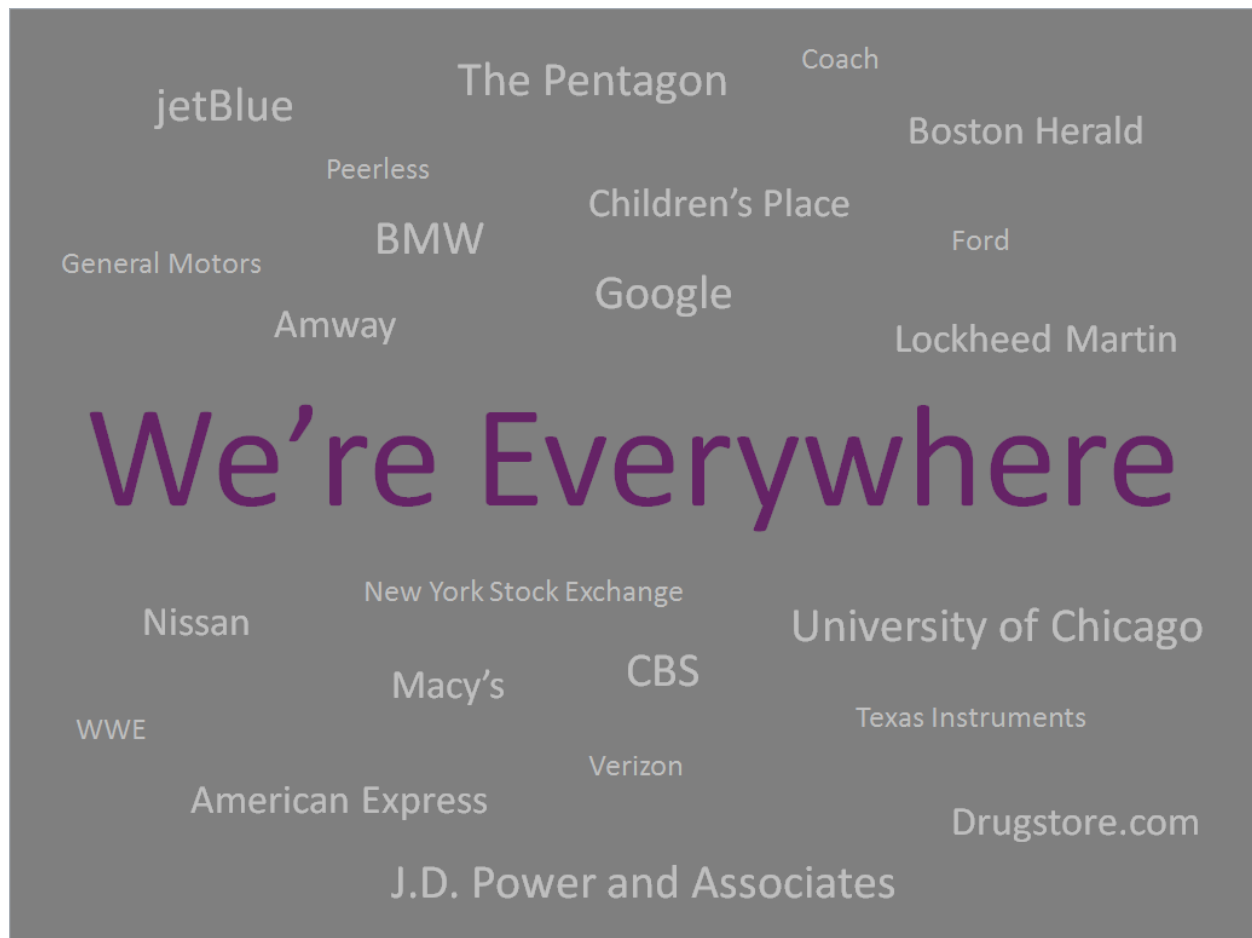 Coach
The Pentagon
jetBlue
Boston Herald
Peerless
Children’s Place
BMW
Ford
General Motors
Google
Amway
Lockheed Martin
We’re Everywhere
New York Stock Exchange
Nissan
University of Chicago
CBS
Macy’s
Texas Instruments
WWE
Verizon
American Express
Drugstore.com
J.D. Power and Associates